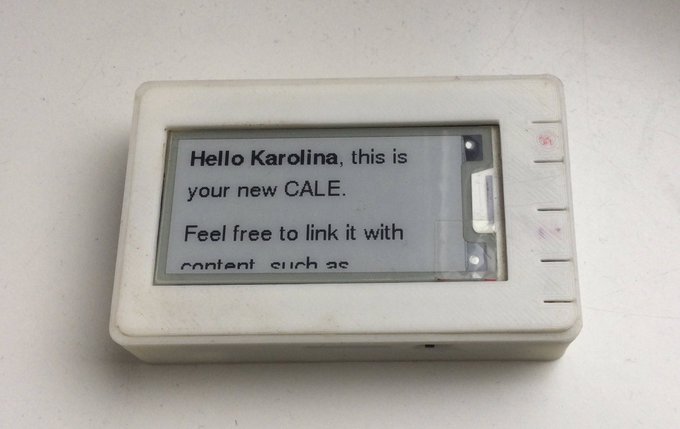 Hello Karolina, this is
your new CALE.
Feel free to link it with
content, such as